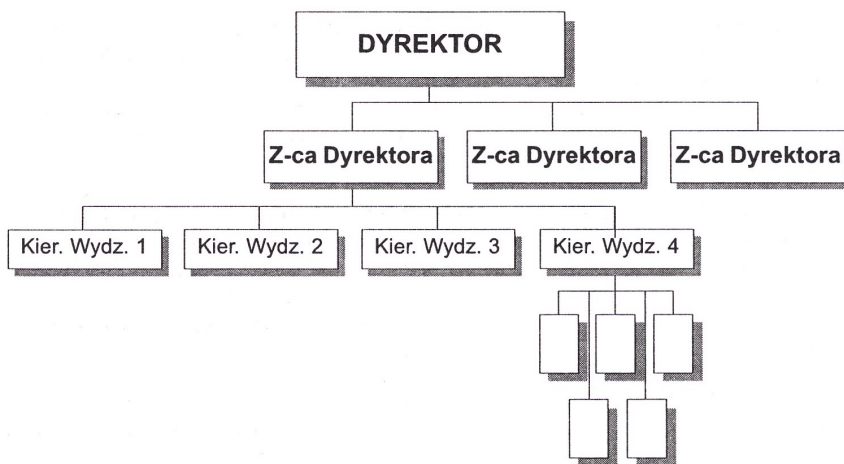 DYREKTOR
Z-ca Dyrektora Z-ca Dyrektora Z-ca Dyrektora
Kier. Wydz. 1 Kier. Wydz. 2 Kier. Wydz. 3 Kier. Wydz. 4